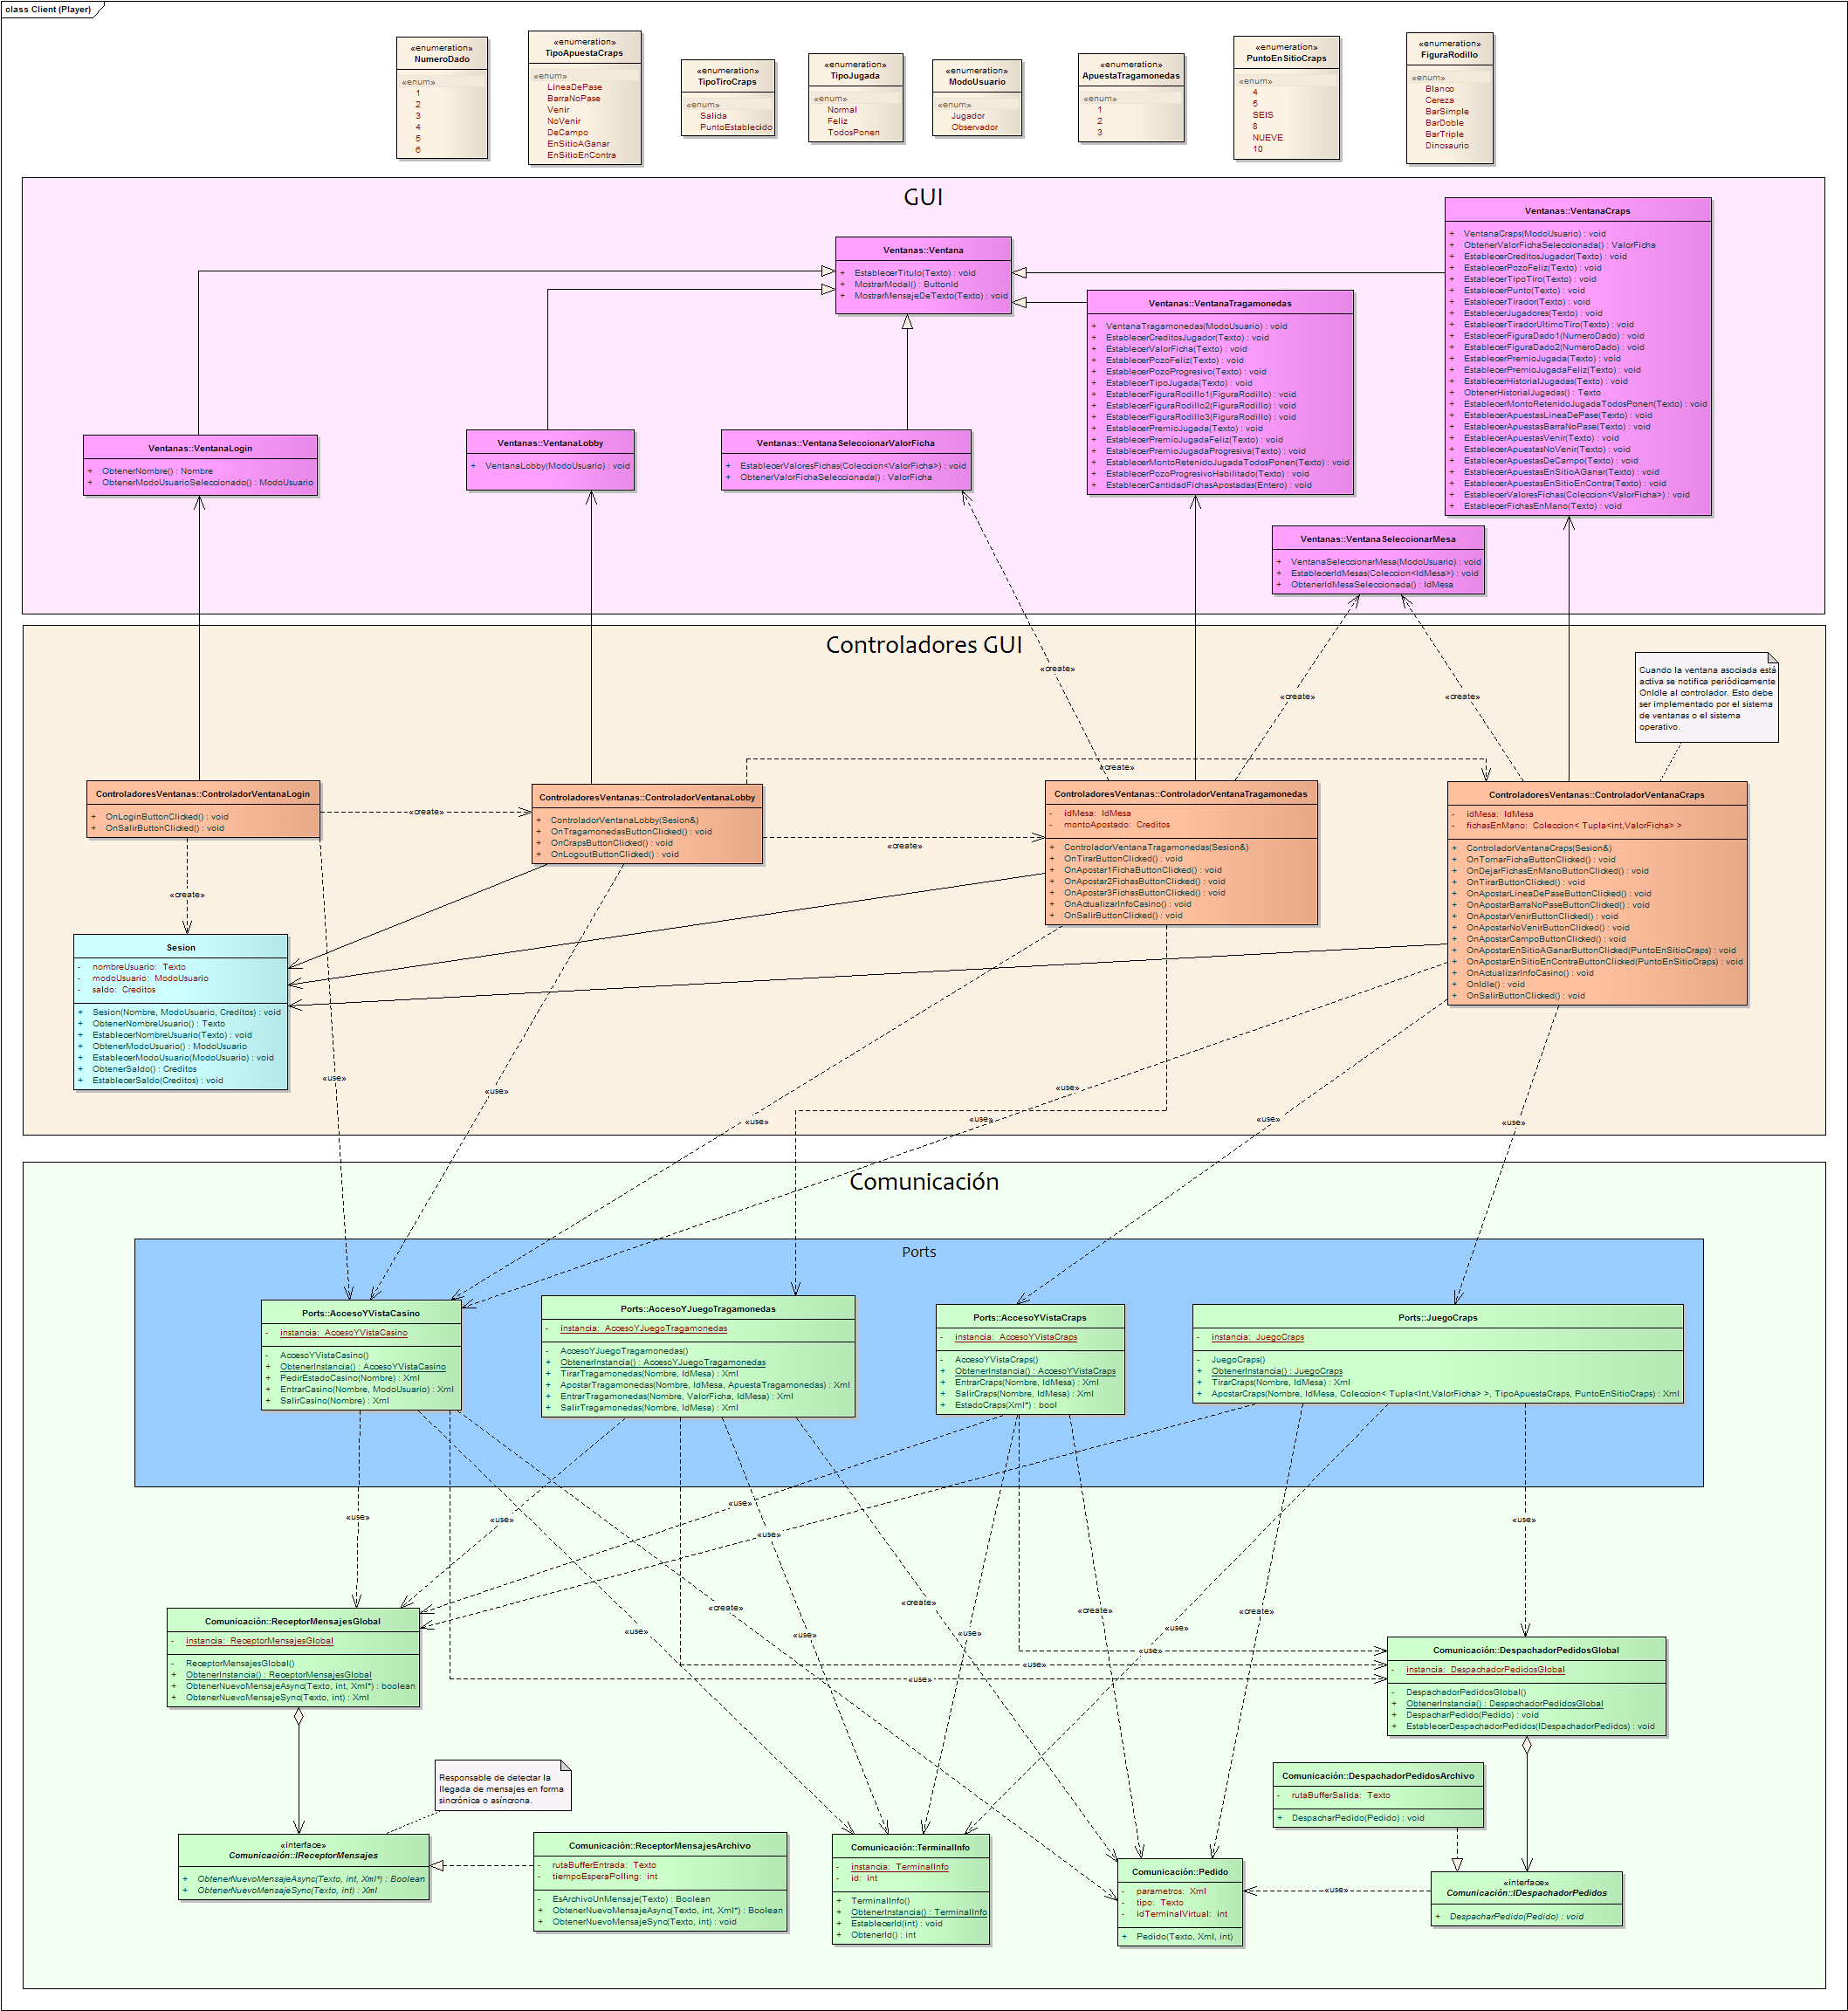 class Client (Player)
«enumeration»
NumeroDado
«enum»
1
2
3
4
5
6
«enumeration»
TipoApuestaCraps
«enum»
LineaDePase
BarraNoPase
Venir
NoVenir
DeCampo
EnSitioAGanar
EnSitioEnContra
«enumeration»
TipoTiroCraps
«enum»
Salida
PuntoEstablecido
«enumeration»
TipoJugada
«enum»
Normal
Feliz
TodosPonen
«enumeration»
ModoUsuario
«enum»
Jugador
Observador
«enumeration»
ApuestaTragamonedas
«enum»
1
2
3
«enumeration»
PuntoEnSitioCraps
«enum»
4
5
SEIS
8
NUEVE
10
«enumeration»
FiguraRodillo
«enum»
Blanco
Cereza
BarSimple
BarDoble
BarTriple
Dinosaurio
GUI
Ventanas::Ventana
+ EstablecerTitulo(Texto) : void
+ MostrarModal() : ButtonId
+ MostrarMensajeDeTexto(Texto) : void
Ventanas::VentanaCraps
+ VentanaCraps(ModoUsuario) : void
+ ObtenerValorFichaSeleccionada() : ValorFicha
+ EstablecerCreditosJugador(Texto) : void
+ EstablecerPozoFeliz(Texto) : void
+ EstablecerTipoTiro(Texto) : void
+ EstablecerPunto(Texto) : void
+ EstablecerTirador(Texto) : void
+ EstablecerJugadores(Texto) : void
+ EstablecerTiradorUltimoTiro(Texto) : void
+ EstablecerFiguraDado1(NumeroDado) : void
+ EstablecerFiguraDado2(NumeroDado) : void
+ EstablecerPremioJugada(Texto) : void
+ EstablecerPremioJugadaFeliz(Texto) : void
+ EstablecerHistorialJugadas(Texto) : void
+ ObtenerHistorialJugadas() : Texto
+ EstablecerMontoRetenidoJugadaTodosPonen(Texto) : void
+ EstablecerApuestasLineaDePase(Texto) : void
+ EstablecerApuestasBarraNoPase(Texto) : void
+ EstablecerApuestasVenir(Texto) : void
+ EstablecerApuestasNoVenir(Texto) : void
+ EstablecerApuestasDeCampo(Texto) : void
+ EstablecerApuestasEnSitioAGanar(Texto) : void
+ EstablecerApuestasEnSitioEnContra(Texto) : void
+ EstablecerValoresFichas(Coleccion<ValorFicha>) : void
+ EstablecerFichasEnMano(Texto) : void
Ventanas::VentanaTragamonedas
+ VentanaTragamonedas(ModoUsuario) : void
+ EstablecerCreditosJugador(Texto) : void
+ EstablecerValorFicha(Texto) : void
+ EstablecerPozoFeliz(Texto) : void
+ EstablecerPozoProgresivo(Texto) : void
+ EstablecerTipoJugada(Texto) : void
+ EstablecerFiguraRodillo1(FiguraRodillo) : void
+ EstablecerFiguraRodillo2(FiguraRodillo) : void
+ EstablecerFiguraRodillo3(FiguraRodillo) : void
+ EstablecerPremioJugada(Texto) : void
+ EstablecerPremioJugadaFeliz(Texto) : void
+ EstablecerPremioJugadaProgresiva(Texto) : void
+ EstablecerMontoRetenidoJugadaTodosPonen(Texto) : void
+ EstablecerPozoProgresivoHabilitado(Texto) : void
+ EstablecerCantidadFichasApostadas(Entero) : void
Ventanas::VentanaLogin
+ ObtenerNombre() : Nombre
+ ObtenerModoUsuarioSeleccionado() : ModoUsuario
Ventanas::VentanaLobby
+ VentanaLobby(ModoUsuario) : void
Ventanas::VentanaSeleccionarValorFicha
+ EstablecerValoresFichas(Coleccion<ValorFicha>) : void
+ ObtenerValorFichaSeleccionada() : ValorFicha
Ventanas::VentanaSeleccionarMesa
+ VentanaSeleccionarMesa(ModoUsuario) : void
+ EstablecerIdMesas(Coleccion<IdMesa>) : void
+ ObtenerIdMesaSeleccionada() : IdMesa
Controladores GUI
Cuando la ventana asociada está
activa se notifica periódicamente
OnIdle al controlador. Esto debe
ser implementado por el sistema
de ventanas o el sistema
operativo.
«create»
«create»
«create»
«create»
ControladoresVentanas::ControladorVentanaLogin
+ OnLoginButtonClicked() : void
+ OnSalirButtonClicked() : void
«create»
ControladoresVentanas::ControladorVentanaLobby
+ ControladorVentanaLobby(Sesion&)
+ OnTragamonedasButtonClicked() : void
+ OnCrapsButtonClicked() : void
+ OnLogoutButtonClicked() : void
«create»
ControladoresVentanas::ControladorVentanaTragamonedas
- idMesa: IdMesa
- montoApostado: Creditos
+ ControladorVentanaTragamonedas(Sesion&)
+ OnTirarButtonClicked() : void
+ OnApostar1FichaButtonClicked() : void
+ OnApostar2FichasButtonClicked() : void
+ OnApostar3FichasButtonClicked() : void
+ OnActualizarInfoCasino() : void
+ OnSalirButtonClicked() : void
ControladoresVentanas::ControladorVentanaCraps
- idMesa: IdMesa
- fichasEnMano: Coleccion< Tupla<int,ValorFicha> >
+ ControladorVentanaCraps(Sesion&)
+ OnTomarFichaButtonClicked() : void
+ OnDejarFichasEnManoButtonClicked() : void
+ OnTirarButtonClicked() : void
+ OnApostarLineaDePaseButtonClicked() : void
+ OnApostarBarraNoPaseButtonClicked() : void
+ OnApostarVenirButtonClicked() : void
+ OnApostarNoVenirButtonClicked() : void
+ OnApostarCampoButtonClicked() : void
+ OnApostarEnSitioAGanarButtonClicked(PuntoEnSitioCraps) : void
+ OnApostarEnSitioEnContraButtonClicked(PuntoEnSitioCraps) : void
+ OnActualizarInfoCasino() : void
+ OnIdle() : void
+ OnSalirButtonClicked() : void
«create»
Sesion
- nombreUsuario: Texto
- modoUsuario: ModoUsuario
- saldo: Creditos
+ Sesion(Nombre, ModoUsuario, Creditos) : void
+ ObtenerNombreUsuario() : Texto
+ EstablecerNombreUsuario(Texto) : void
+ ObtenerModoUsuario() : ModoUsuario
+ EstablecerModoUsuario(ModoUsuario) : void
+ ObtenerSaldo() : Creditos
+ EstablecerSaldo(Creditos) : void
«use»
«use»
«use»
«use»
«use»
«use»
«use»
Comunicación
Ports
Ports::AccesoYVistaCasino
- instancia: AccesoYVistaCasino
- AccesoYVistaCasino()
+ ObtenerInstancia() : AccesoYVistaCasino
+ PedirEstadoCasino(Nombre) : Xml
+ EntrarCasino(Nombre, ModoUsuario) : Xml
+ SalirCasino(Nombre) : Xml
Ports::AccesoYJuegoTragamonedas
- instancia: AccesoYJuegoTragamonedas
- AccesoYJuegoTragamonedas()
+ ObtenerInstancia() : AccesoYJuegoTragamonedas
+ TirarTragamonedas(Nombre, IdMesa) : Xml
+ ApostarTragamonedas(Nombre, IdMesa, ApuestaTragamonedas) : Xml
+ EntrarTragamonedas(Nombre, ValorFicha, IdMesa) : Xml
+ SalirTragamonedas(Nombre, IdMesa) : Xml
Ports::AccesoYVistaCraps
- instancia: AccesoYVistaCraps
- AccesoYVistaCraps()
+ ObtenerInstancia() : AccesoYVistaCraps
+ EntrarCraps(Nombre, IdMesa) : Xml
+ SalirCraps(Nombre, IdMesa) : Xml
+ EstadoCraps(Xml*) : bool
Ports::JuegoCraps
- instancia: JuegoCraps
- JuegoCraps()
+ ObtenerInstancia() : JuegoCraps
+ TirarCraps(Nombre, IdMesa) : Xml
+ ApostarCraps(Nombre, IdMesa, Coleccion< Tupla<Int,ValorFicha> >, TipoApuestaCraps, PuntoEnSitioCraps) : Xml
«use»
«use»
«use»
«use»
«use»
«create»
«use»
«use»
«create»
«use»
«create»
«use»
«create»
«use»
«use»
«use»
Comunicación::ReceptorMensajesGlobal
- instancia: ReceptorMensajesGlobal
- ReceptorMensajesGlobal()
+ ObtenerInstancia() : ReceptorMensajesGlobal
+ ObtenerNuevoMensajeAsync(Texto, int, Xml*) : boolean
+ ObtenerNuevoMensajeSync(Texto, int) : Xml
Comunicación::DespachadorPedidosGlobal
- instancia: DespachadorPedidosGlobal
- DespachadorPedidosGlobal()
+ ObtenerInstancia() : DespachadorPedidosGlobal
+ DespacharPedido(Pedido) : void
+ EstablecerDespachadorPedidos(IDespachadorPedidos) : void
Responsable de detectar la
llegada de mensajes en forma
sincrónica o asíncrona.
Comunicación::DespachadorPedidosArchivo
- rutaBufferSalida: Texto
+ DespacharPedido(Pedido) : void
«interface»
Comunicación::IReceptorMensajes
+ ObtenerNuevoMensajeAsync(Texto, int, Xml*) : Boolean
+ ObtenerNuevoMensajeSync(Texto, int) : Xml
Comunicación::ReceptorMensajesArchivo
- rutaBufferEntrada: Texto
- tiempoEsperaPolling: int
- EsArchivoUnMensaje(Texto) : Boolean
+ ObtenerNuevoMensajeAsync(Texto, int, Xml*) : Boolean
+ ObtenerNuevoMensajeSync(Texto, int) : void
Comunicación::TerminalInfo
- instancia: TerminalInfo
- id: int
+ TerminalInfo()
+ ObtenerInstancia() : TerminalInfo
+ EstablecerId(int) : void
+ ObtenerId() : int
Comunicación::Pedido
- parametros: Xml
- tipo: Texto
- idTerminalVirtual: int
+ Pedido(Texto, Xml, int)
«use»
«interface»
Comunicación::IDespachadorPedidos
+ DespacharPedido(Pedido) : void